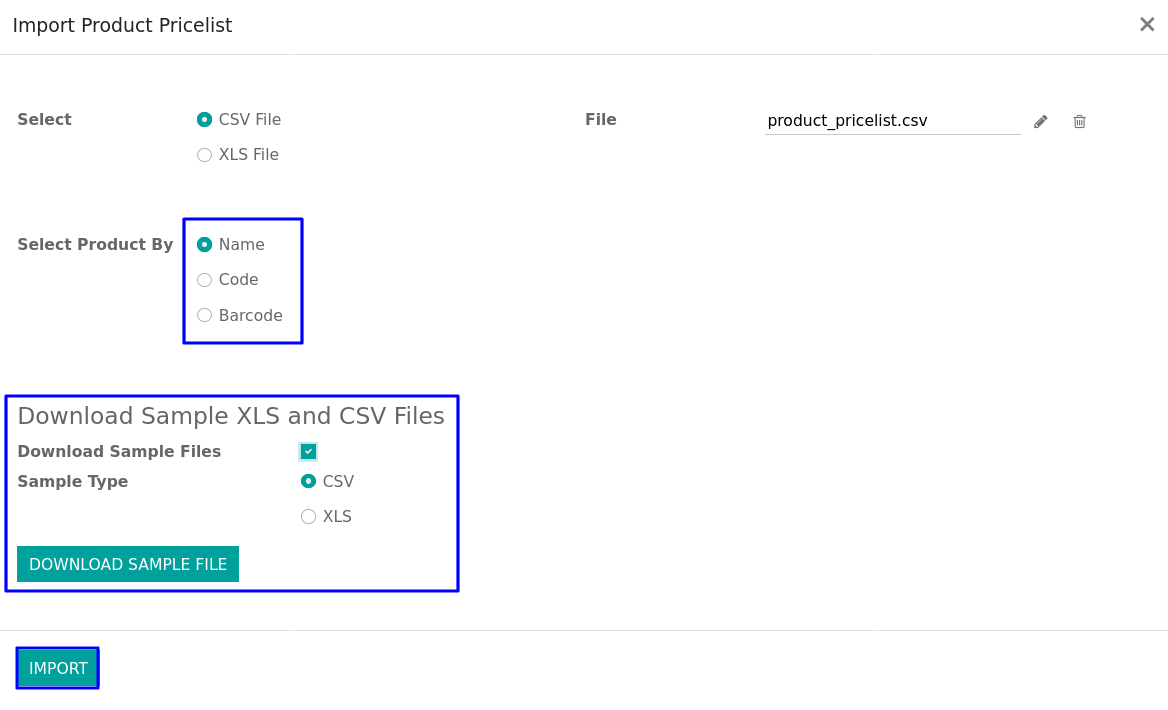 Import Product Pricelist
Select
CSV File
XLS File
File
product_pricelist.csv
Select Product By
Name
Code
Barcode
Download Sample XLS and CSV Files
Download Sample Files
Sample Type
CSV
XLS
DOWNLOAD SAMPLE FILE
IMPORT